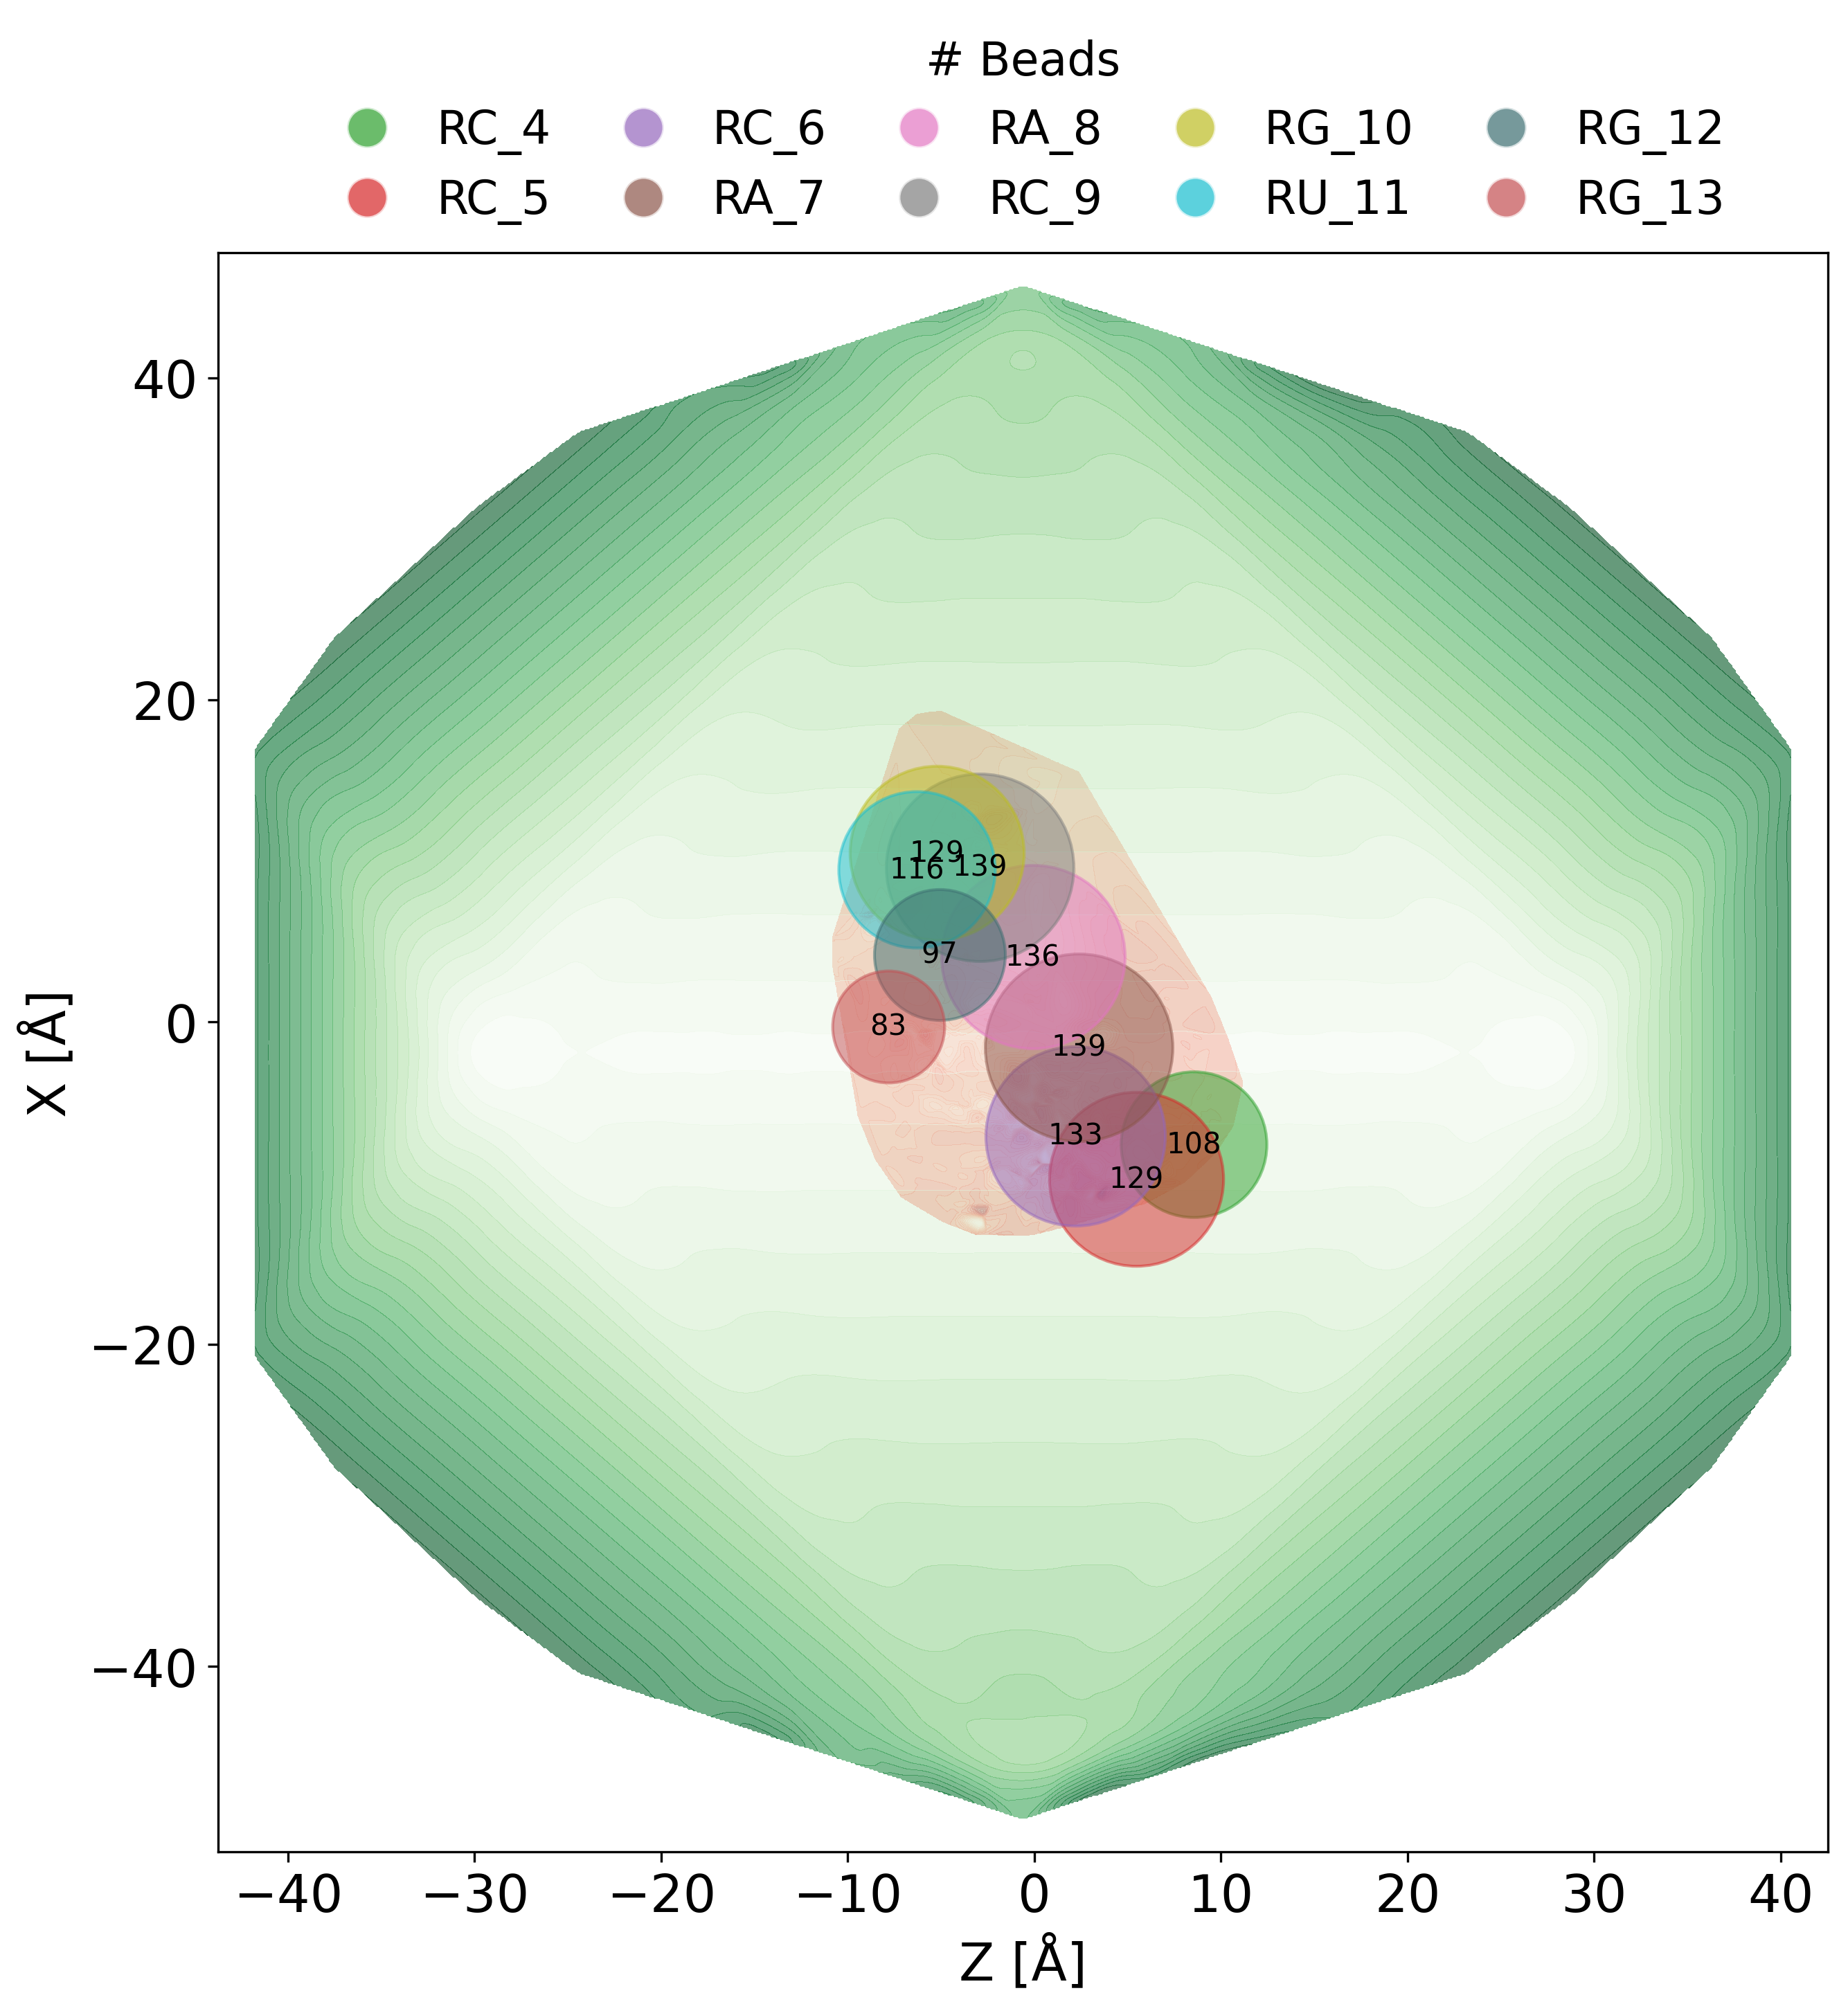 # Beads
RC_4 RC_6 RA_8 RG_10 RG_12
RC_5 RA_7 RC_9 RU_11 RG_13
40
20
0
−20
−40
X [Å]
129
116 139
97 136
83
139
133 108
129
−40 −30 −20 −10 0 10 20 30 40
Z [Å]